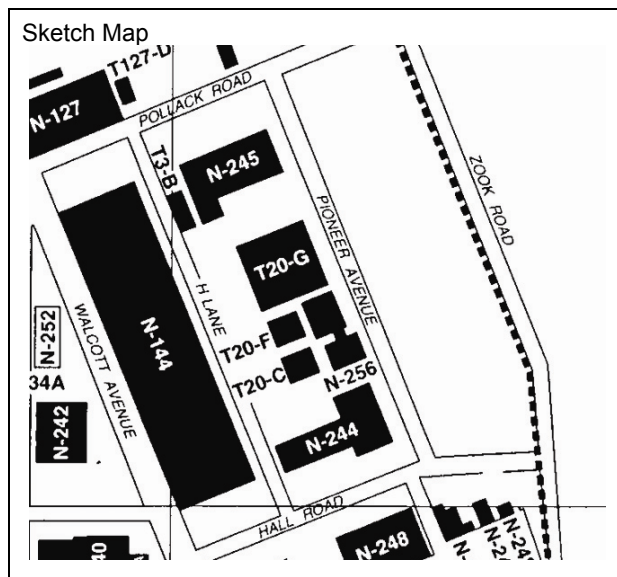 Sketch Map
T127-D
N-127
POLLACK ROAD
T3-B
N-245
ZOOK ROAD
PIONEER AVENUE
T20-G
H LANE
N-144
WALCOTT AVENUE
N-252
T20-F
T20-C
34A
N-256
N-242
N-244
HALL ROAD
N-248